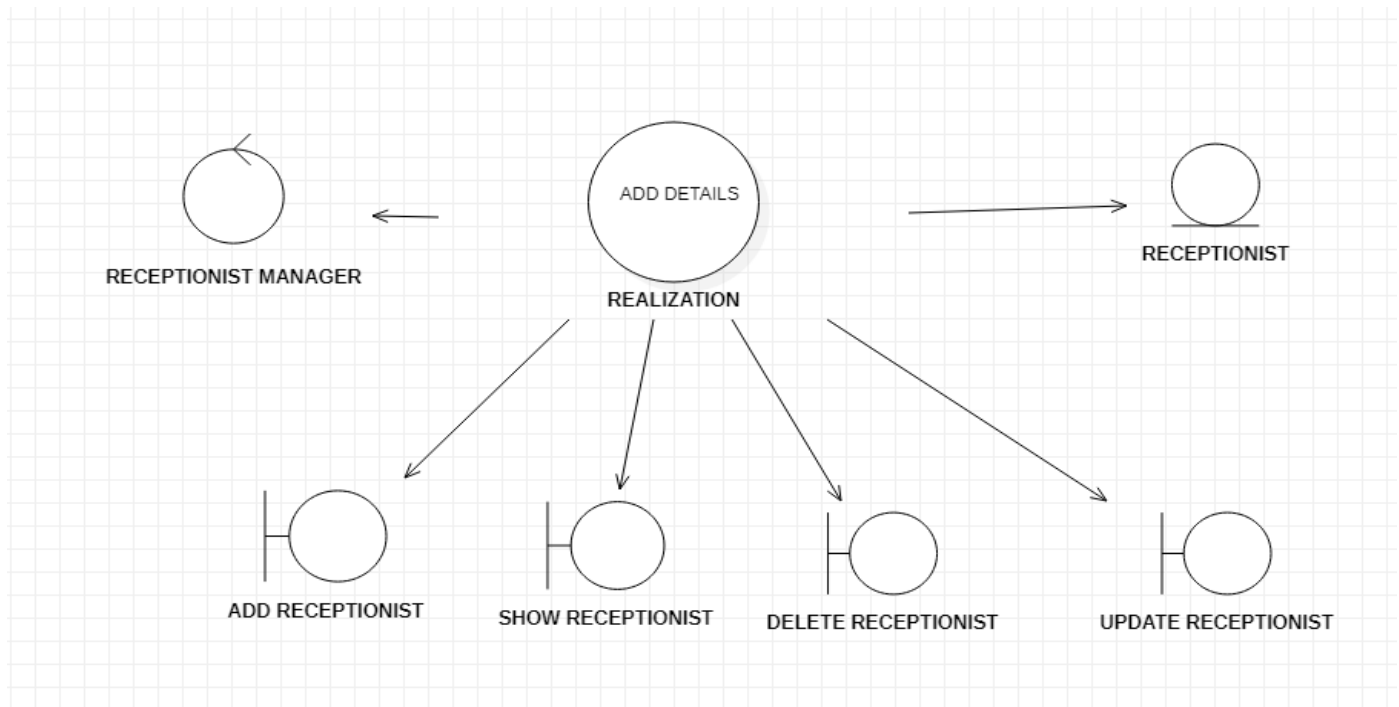 ADD DETAILS
RECEPTIONIST
RECEPTIONIST MANAGER
REALIZATION
ADD RECEPTIONIST
SHOW RECEPTIONIST
DELETE RECEPTIONIST
UPDATE RECEPTIONIST